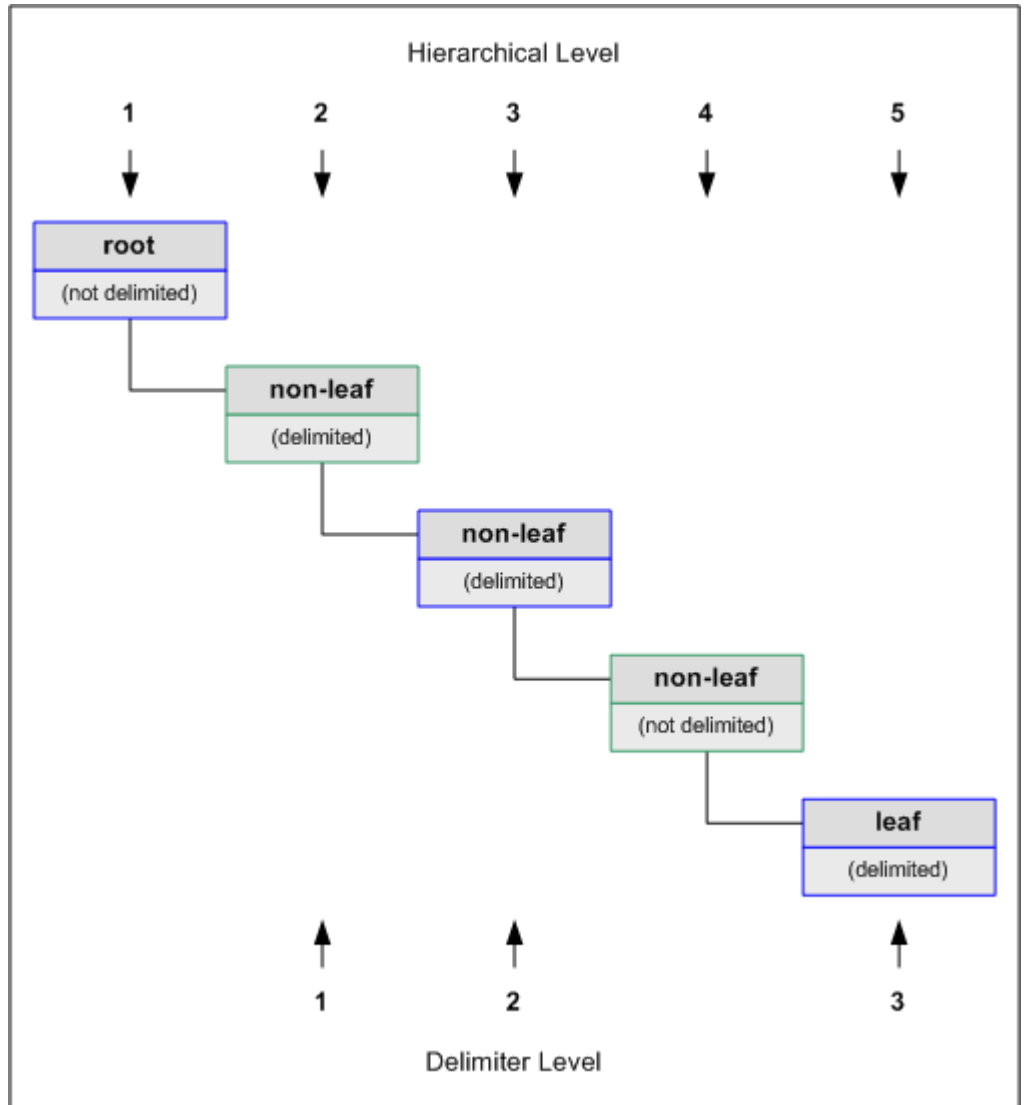 Hierarchical Level
1 2 3 4 5
root
(not delimited)
non-leaf
(delimited)
non-leaf
(delimited)
non-leaf
(not delimited)
leaf
(delimited)
1 2 3
Delimiter Level